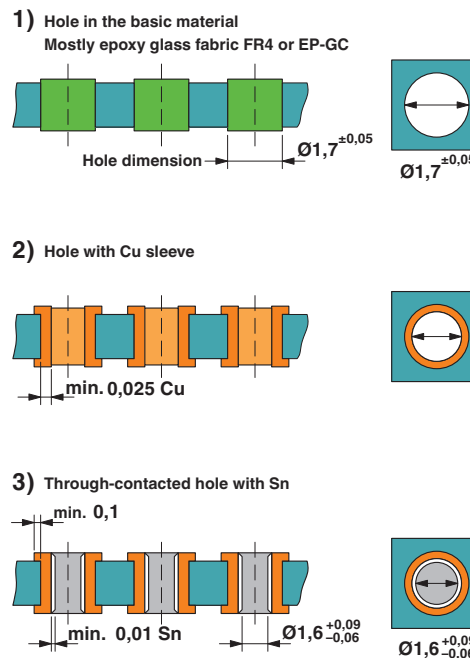 1) Hole in the basic material
Mostly epoxy glass fabric FR4 or EP-GC
Hole dimension
Ø1,7 ±0,05
Ø1,7 ±0,05
2) Hole with Cu sleeve
min. 0,025 Cu
3) Through-contacted hole with Sn
min. 0,1
min. 0,01 Sn
Ø1,6 +0,09 -0,06
Ø1,6 +0,09 -0,06